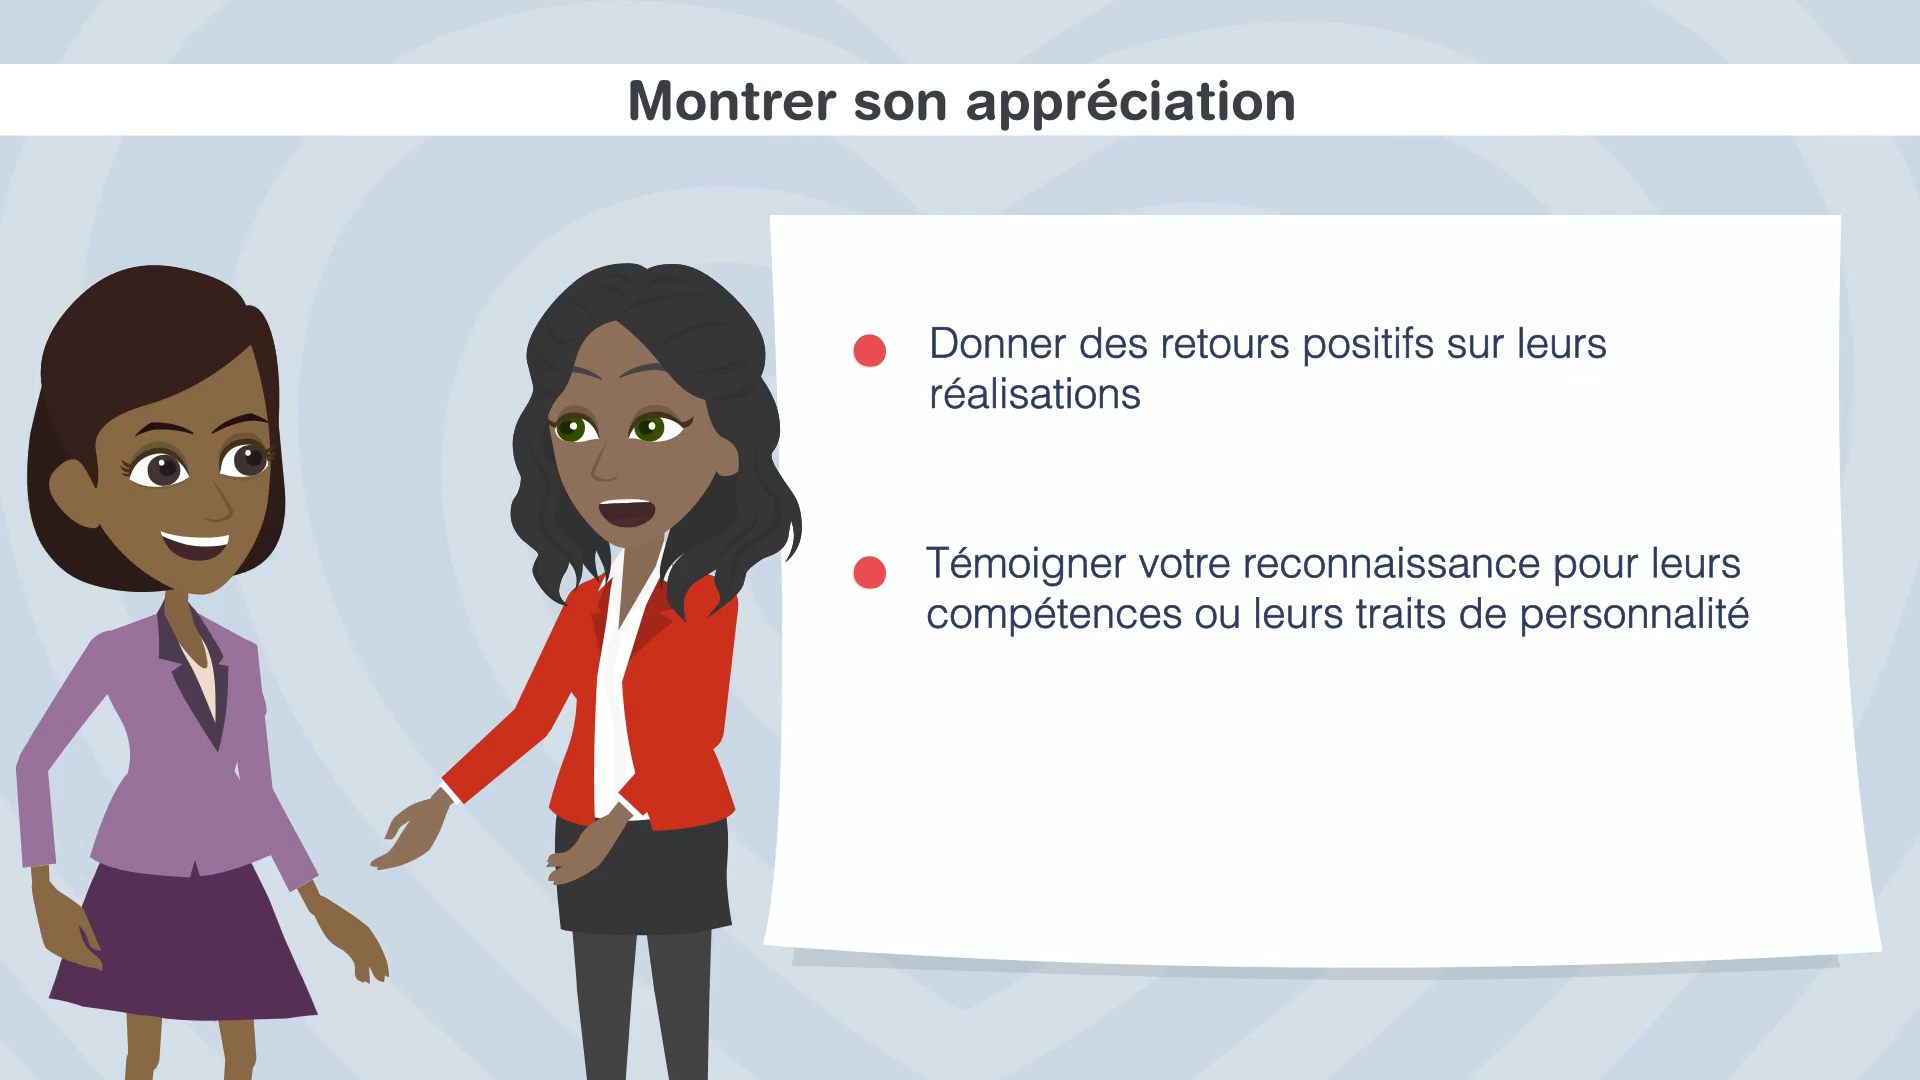 Montrer son appréciation
Donner des retours positifs sur leurs
réalisations
Témoigner votre reconnaissance pour leurs
compétences ou leurs traits de personnalité